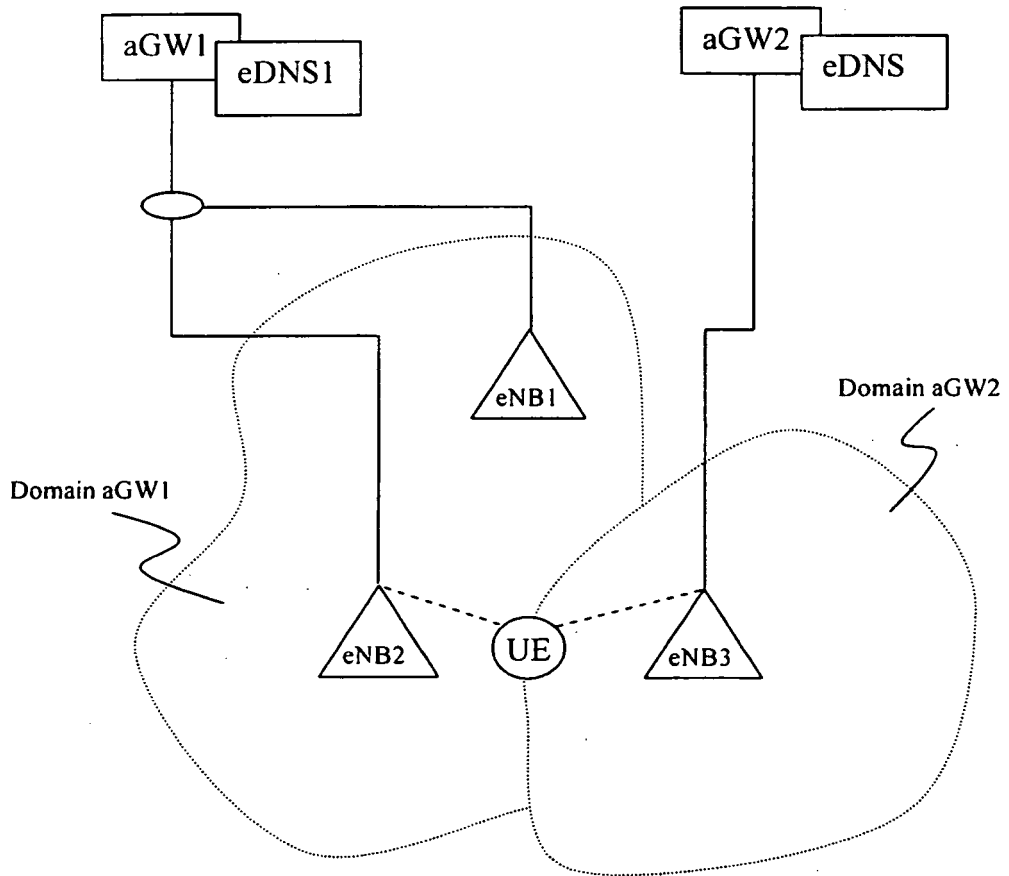 aGW1
eDNS1
aGW2
eDNS
eNB1
Domain aGW2
Domain aGW1
eNB2
UE
eNB3